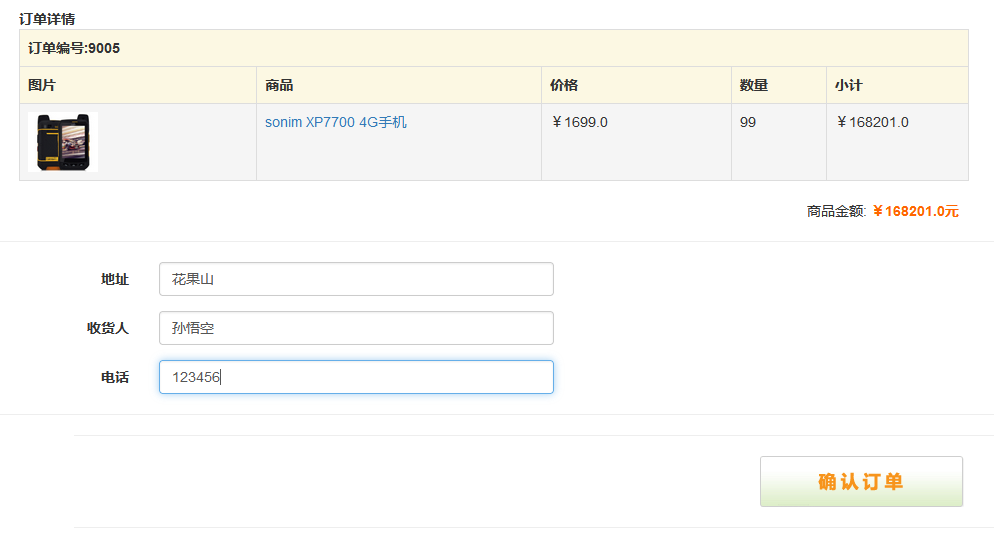 订单详情
订单编号:9005
图片 商品 价格 数量 小计
sonim XP7700 4G手机 ￥1699.0 99 ￥168201.0
商品金额: ￥168201.0元
地址 花果山
收货人 孙悟空
电话 123456
确认订单